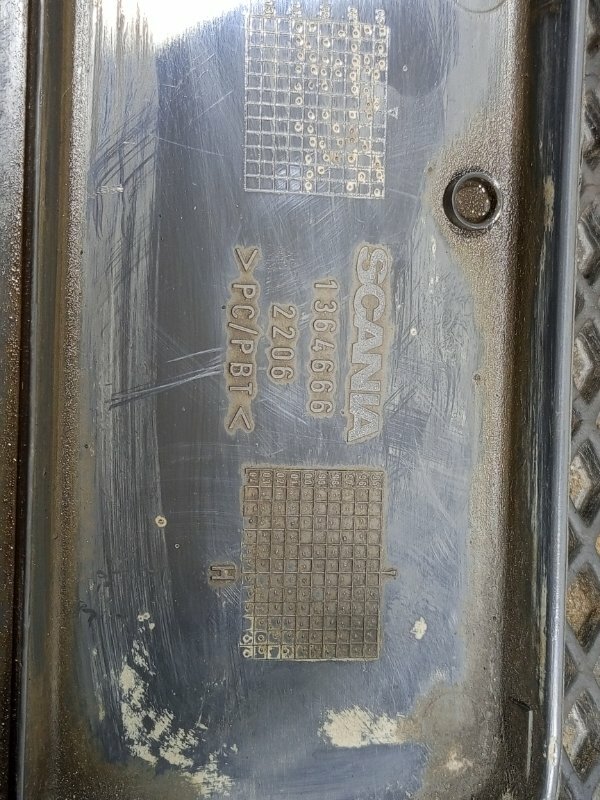 SCANIA
1364666
2206
>PC/PBT<
H